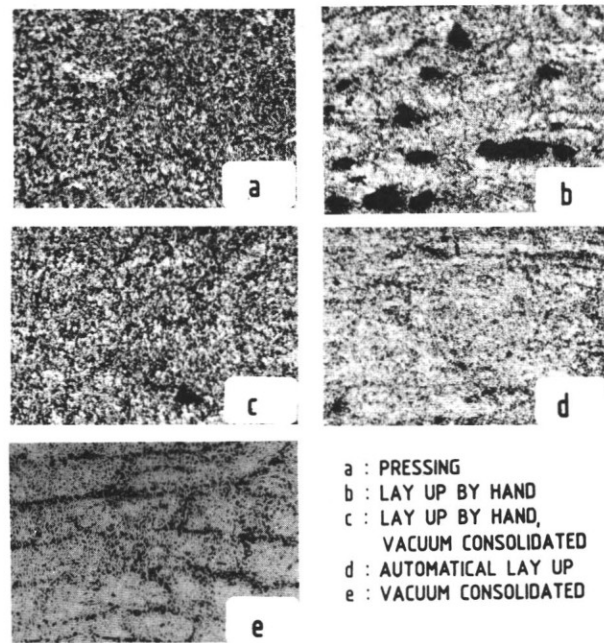 a
b
c
d
e
a : PRESSING
b : LAY UP BY HAND
c : LAY UP BY HAND,
VACUUM CONSOLIDATED
d : AUTOMATICAL LAY UP
e : VACUUM CONSOLIDATED